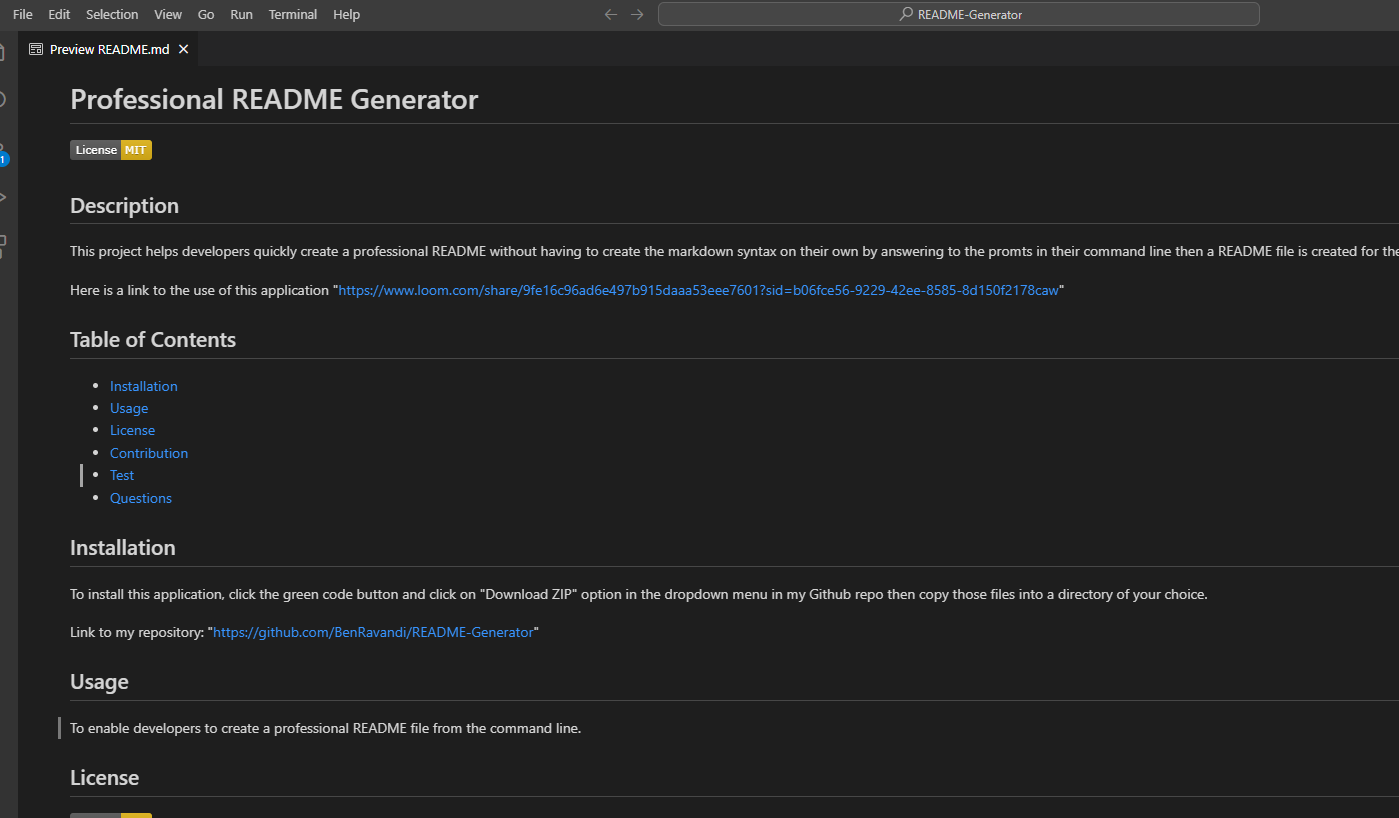 File Edit Selection View Go Run Terminal Help
README-Generator
Preview README.md
Professional README Generator
License MIT
1
Description
This project helps developers quickly create a professional README without having to create the markdown syntax on their own by answering to the promts in their command line then a README file is created for the
Here is a link to the use of this application "https://www.loom.com/share/9fe16c96ad6e497b915daaa53eee7601?sid=b06fce56-9229-42ee-8585-8d150f2178caw"
Table of Contents
Installation
Usage
License
Contribution
Test
Questions
Installation
To install this application, click the green code button and click on "Download ZIP" option in the dropdown menu in my Github repo then copy those files into a directory of your choice.
Link to my repository: "https://github.com/BenRavandi/README-Generator"
Usage
To enable developers to create a professional README file from the command line.
License